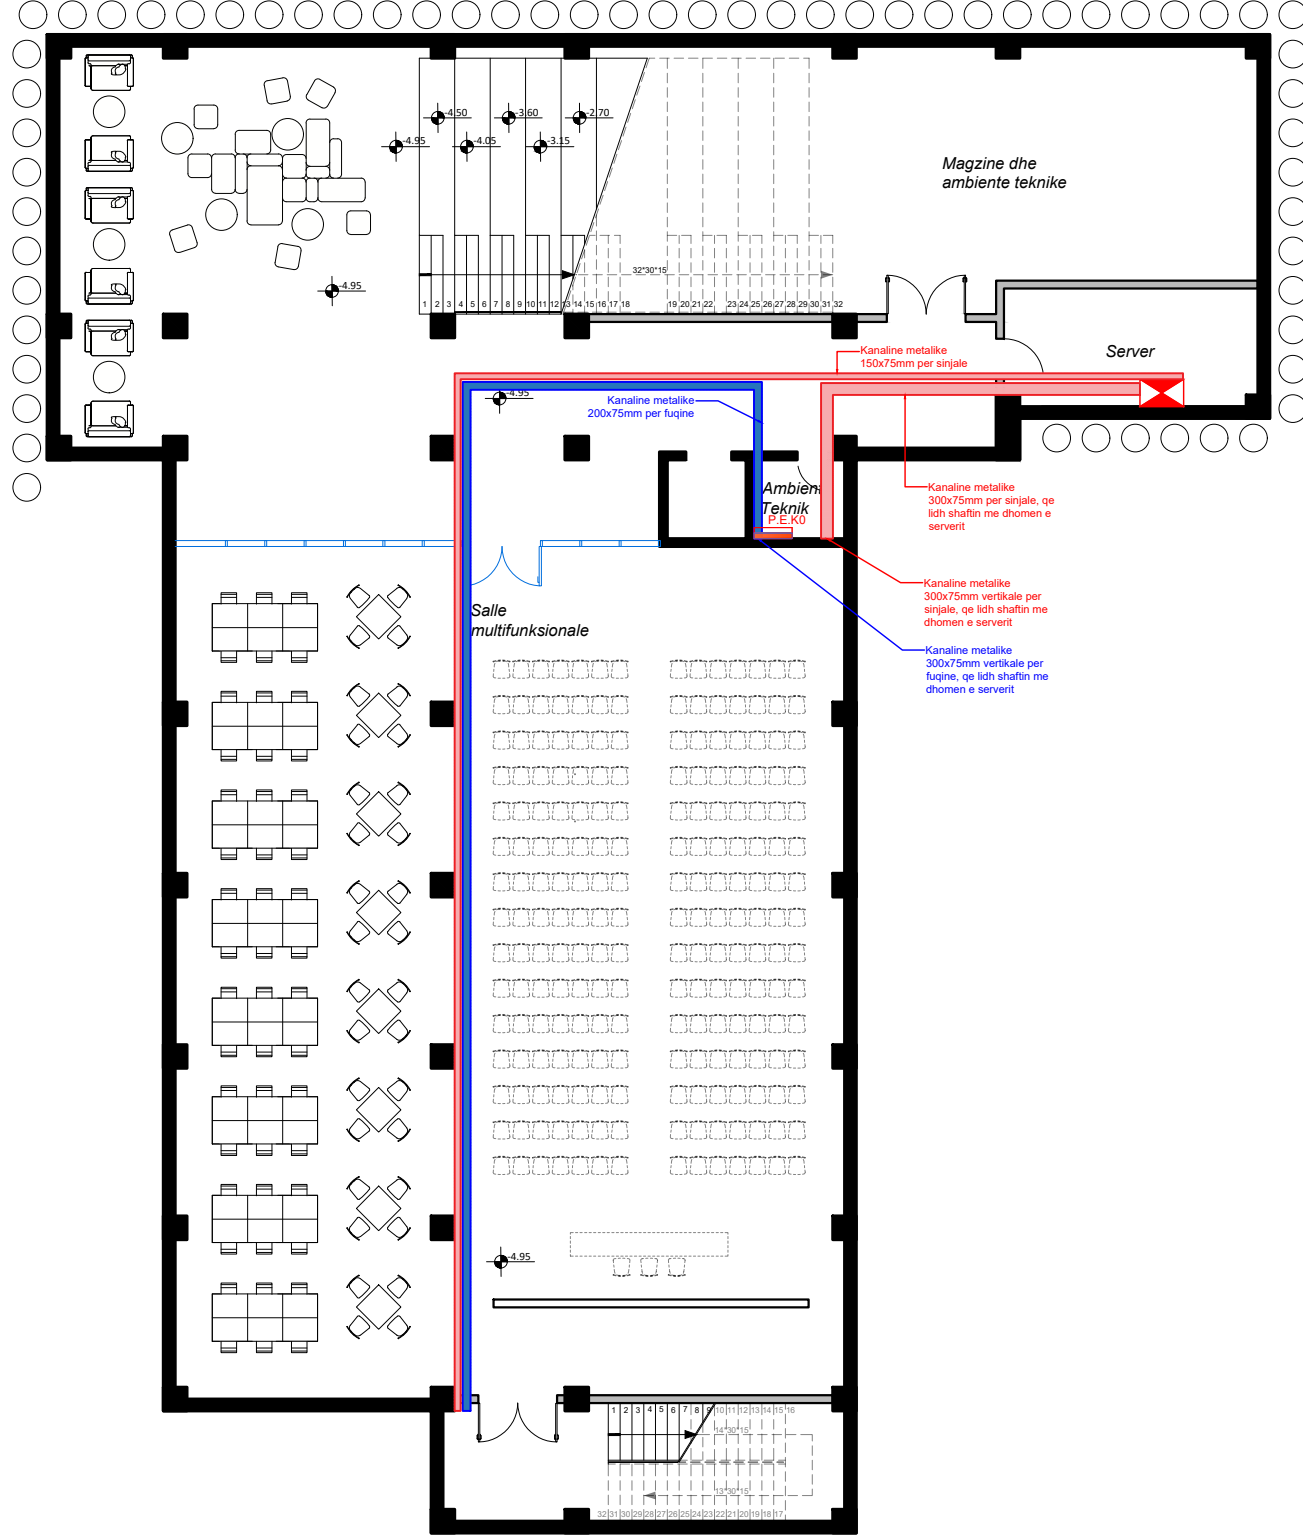 -4.50
-3.60
-2.70
-4.95
-4.05
-3.15
Magzine dhe
ambiente teknike
32*30*15
-4.95
1 2 3 4 5 6 7 8 9 10 11 12 13 14 15 16 17 18 19 20 21 22 23 24 25 26 27 28 29 30 31 32
Kanaline metalike
150x75mm per sinjale
Server
-4.95
Kanaline metalike
200x75mm per fuqine
Ambient
Teknik
P.E.K0
Kanaline metalike
300x75mm per sinjale, qe
lidh shaftin me dhomen e
serverit
Kanaline metalike
300x75mm vertikale per
sinjale, qe lidh shaftin me
dhomen e serverit
Salle
multifunksionale
Kanaline metalike
300x75mm vertikale per
fuqine, qe lidh shaftin me
dhomen e serverit
-4.95
1 2 3 4 5 6 7 8 9 10 11 12 13 14 15 16
14*30*15
13*30*15
32 31 30 29 28 27 26 25 24 23 22 21 20 19 18 17